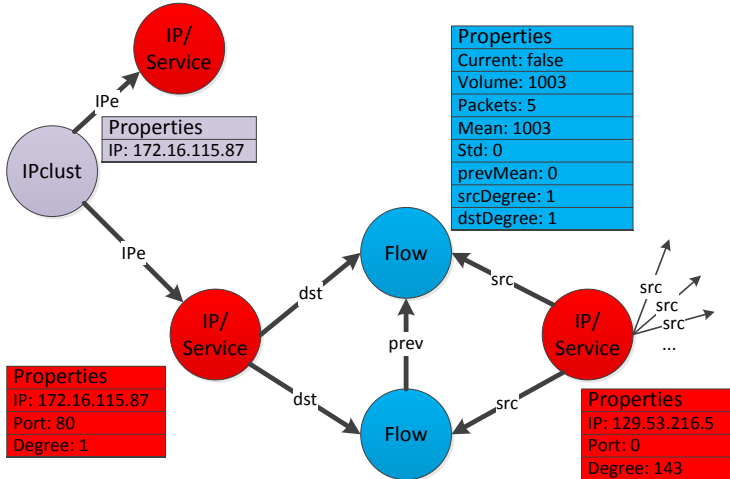 IP/
Service
IPe
Properties
IP: 172.16.115.87
IPclust
IPe
Properties
Current: false
Volume: 1003
Packets: 5
Mean: 1003
Std: 0
prevMean: 0
srcDegree: 1
dstDegree: 1
Flow
dst
src
src
src
src
...
IP/
Service
prev
IP/
Service
dst
src
Flow
Properties
IP: 172.16.115.87
Port: 80
Degree: 1
Properties
IP: 129.53.216.5
Port: 0
Degree: 143